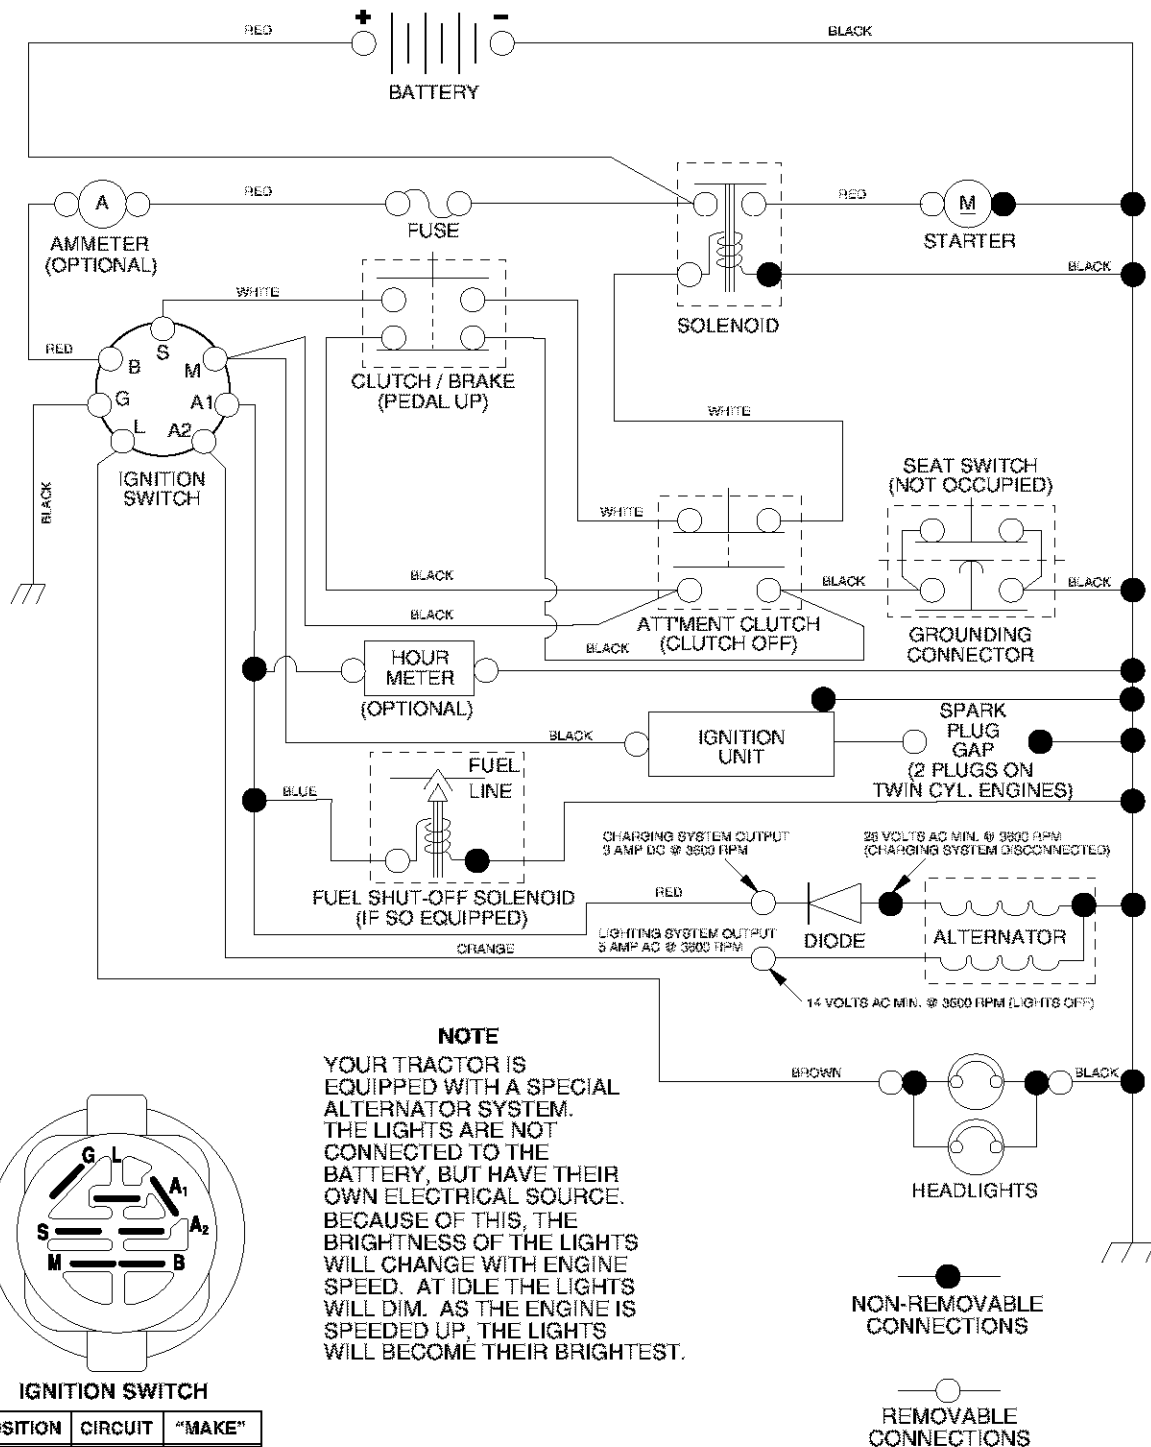 + -
RED
BLACK
BATTERY
A
RED
RED
M
FUSE
STARTER
AMMETER
(OPTIONAL)
BLACK
WHITE
SOLENOID
RED
S
B
M
CLUTCH / BRAKE
(PEDAL UP)
G
A1
WHITE
L
A2
IGNITION
SWITCH
SEAT SWITCH
(NOT OCCUPIED)
BLACK
WHITE
BLACK
BLACK
BLACK
BLACK
ATT'MENT CLUTCH
(CLUTCH OFF)
GROUNDING
CONNECTOR
BLACK
HOUR
METER
(OPTIONAL)
SPARK
PLUG
GAP
(2 PLUGS ON
TWIN CYL. ENGINES)
BLACK
IGNITION
UNIT
FUEL
LINE
BLUE
CHARGING SYSTEM OUTPUT
3 AMP DC @ 3600 RPM
28 VOLTS AC MIN. @ 3600 RPM
(CHARGING SYSTEM DISCONNECTED)
FUEL SHUT-OFF SOLENOID
(IF SO EQUIPPED)
RED
DIODE
ALTERNATOR
LIGHTING SYSTEM OUTPUT
5 AMP AC @ 3600 RPM
ORANGE
14 VOLTS AC MIN. @ 3600 RPM (LIGHTS OFF)
NOTE
YOUR TRACTOR IS
EQUIPPED WITH A SPECIAL
ALTERNATOR SYSTEM.
THE LIGHTS ARE NOT
CONNECTED TO THE
BATTERY, BUT HAVE THEIR
OWN ELECTRICAL SOURCE.
BECAUSE OF THIS, THE
BRIGHTNESS OF THE LIGHTS
WILL CHANGE WITH ENGINE
SPEED. AT IDLE THE LIGHTS
WILL DIM. AS THE ENGINE IS
SPEEDED UP, THE LIGHTS
WILL BECOME THEIR BRIGHTEST.
BROWN
BLACK
HEADLIGHTS
G L
A1
S
A2
M
B
IGNITION SWITCH
NON-REMOVABLE
CONNECTIONS
REMOVABLE
CONNECTIONS
CIRCUIT "MAKE"